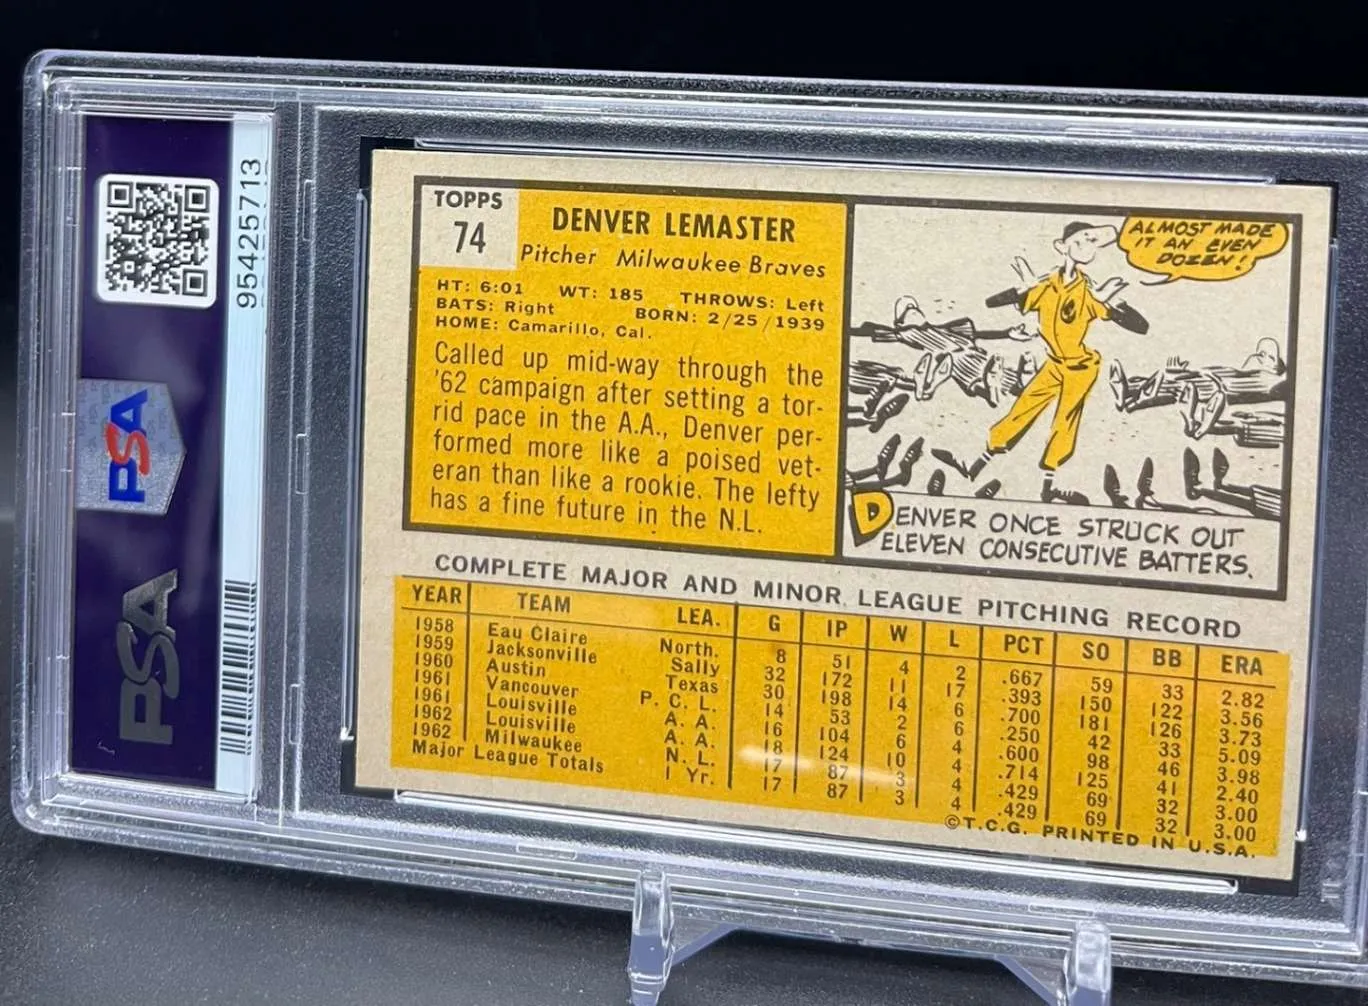 95425713
PSA
PSA
TOPPS
74
DENVER LEMASTER
Pitcher Milwaukee Braves
HT: 6:01 WT: 185 THROWS: Left
BATS: Right BORN: 2/25/1939
HOME: Camarillo, Cal.
Called up mid-way through the
'62 campaign after setting a tor-
rid pace in the A.A., Denver per-
formed more like a poised vet-
eran than like a rookie. The lefty
has a fine future in the N.L.
ALMOST MADE
IT AN EVEN
DOZEN!
DENVER ONCE STRUCK OUT
ELEVEN CONSECUTIVE BATTERS.
COMPLETE MAJOR AND MINOR LEAGUE PITCHING RECORD
YEAR TEAM LEA. G IP W L PCT SO BB ERA
1958 Eau Claire North. 8 51 4 2 .667 59 33 2.82
1959 Jacksonville Sally 32 172 11 17 .393 150 122 3.56
1960 Austin Texas 30 198 14 6 .700 181 126 3.73
1961 Vancouver P. C. L. 14 53 2 6 .250 42 33 5.09
1961 Louisville A. A. 16 104 6 4 .600 98 46 3.98
1962 Louisville A. A. 18 124 10 4 .714 125 41 2.40
1962 Milwaukee N. L. 17 87 3 4 .429 69 32 3.00
Major League Totals 1 Yr. 17 87 3 4 .429 69 32 3.00
©T.C.G. PRINTED IN U.S.A.